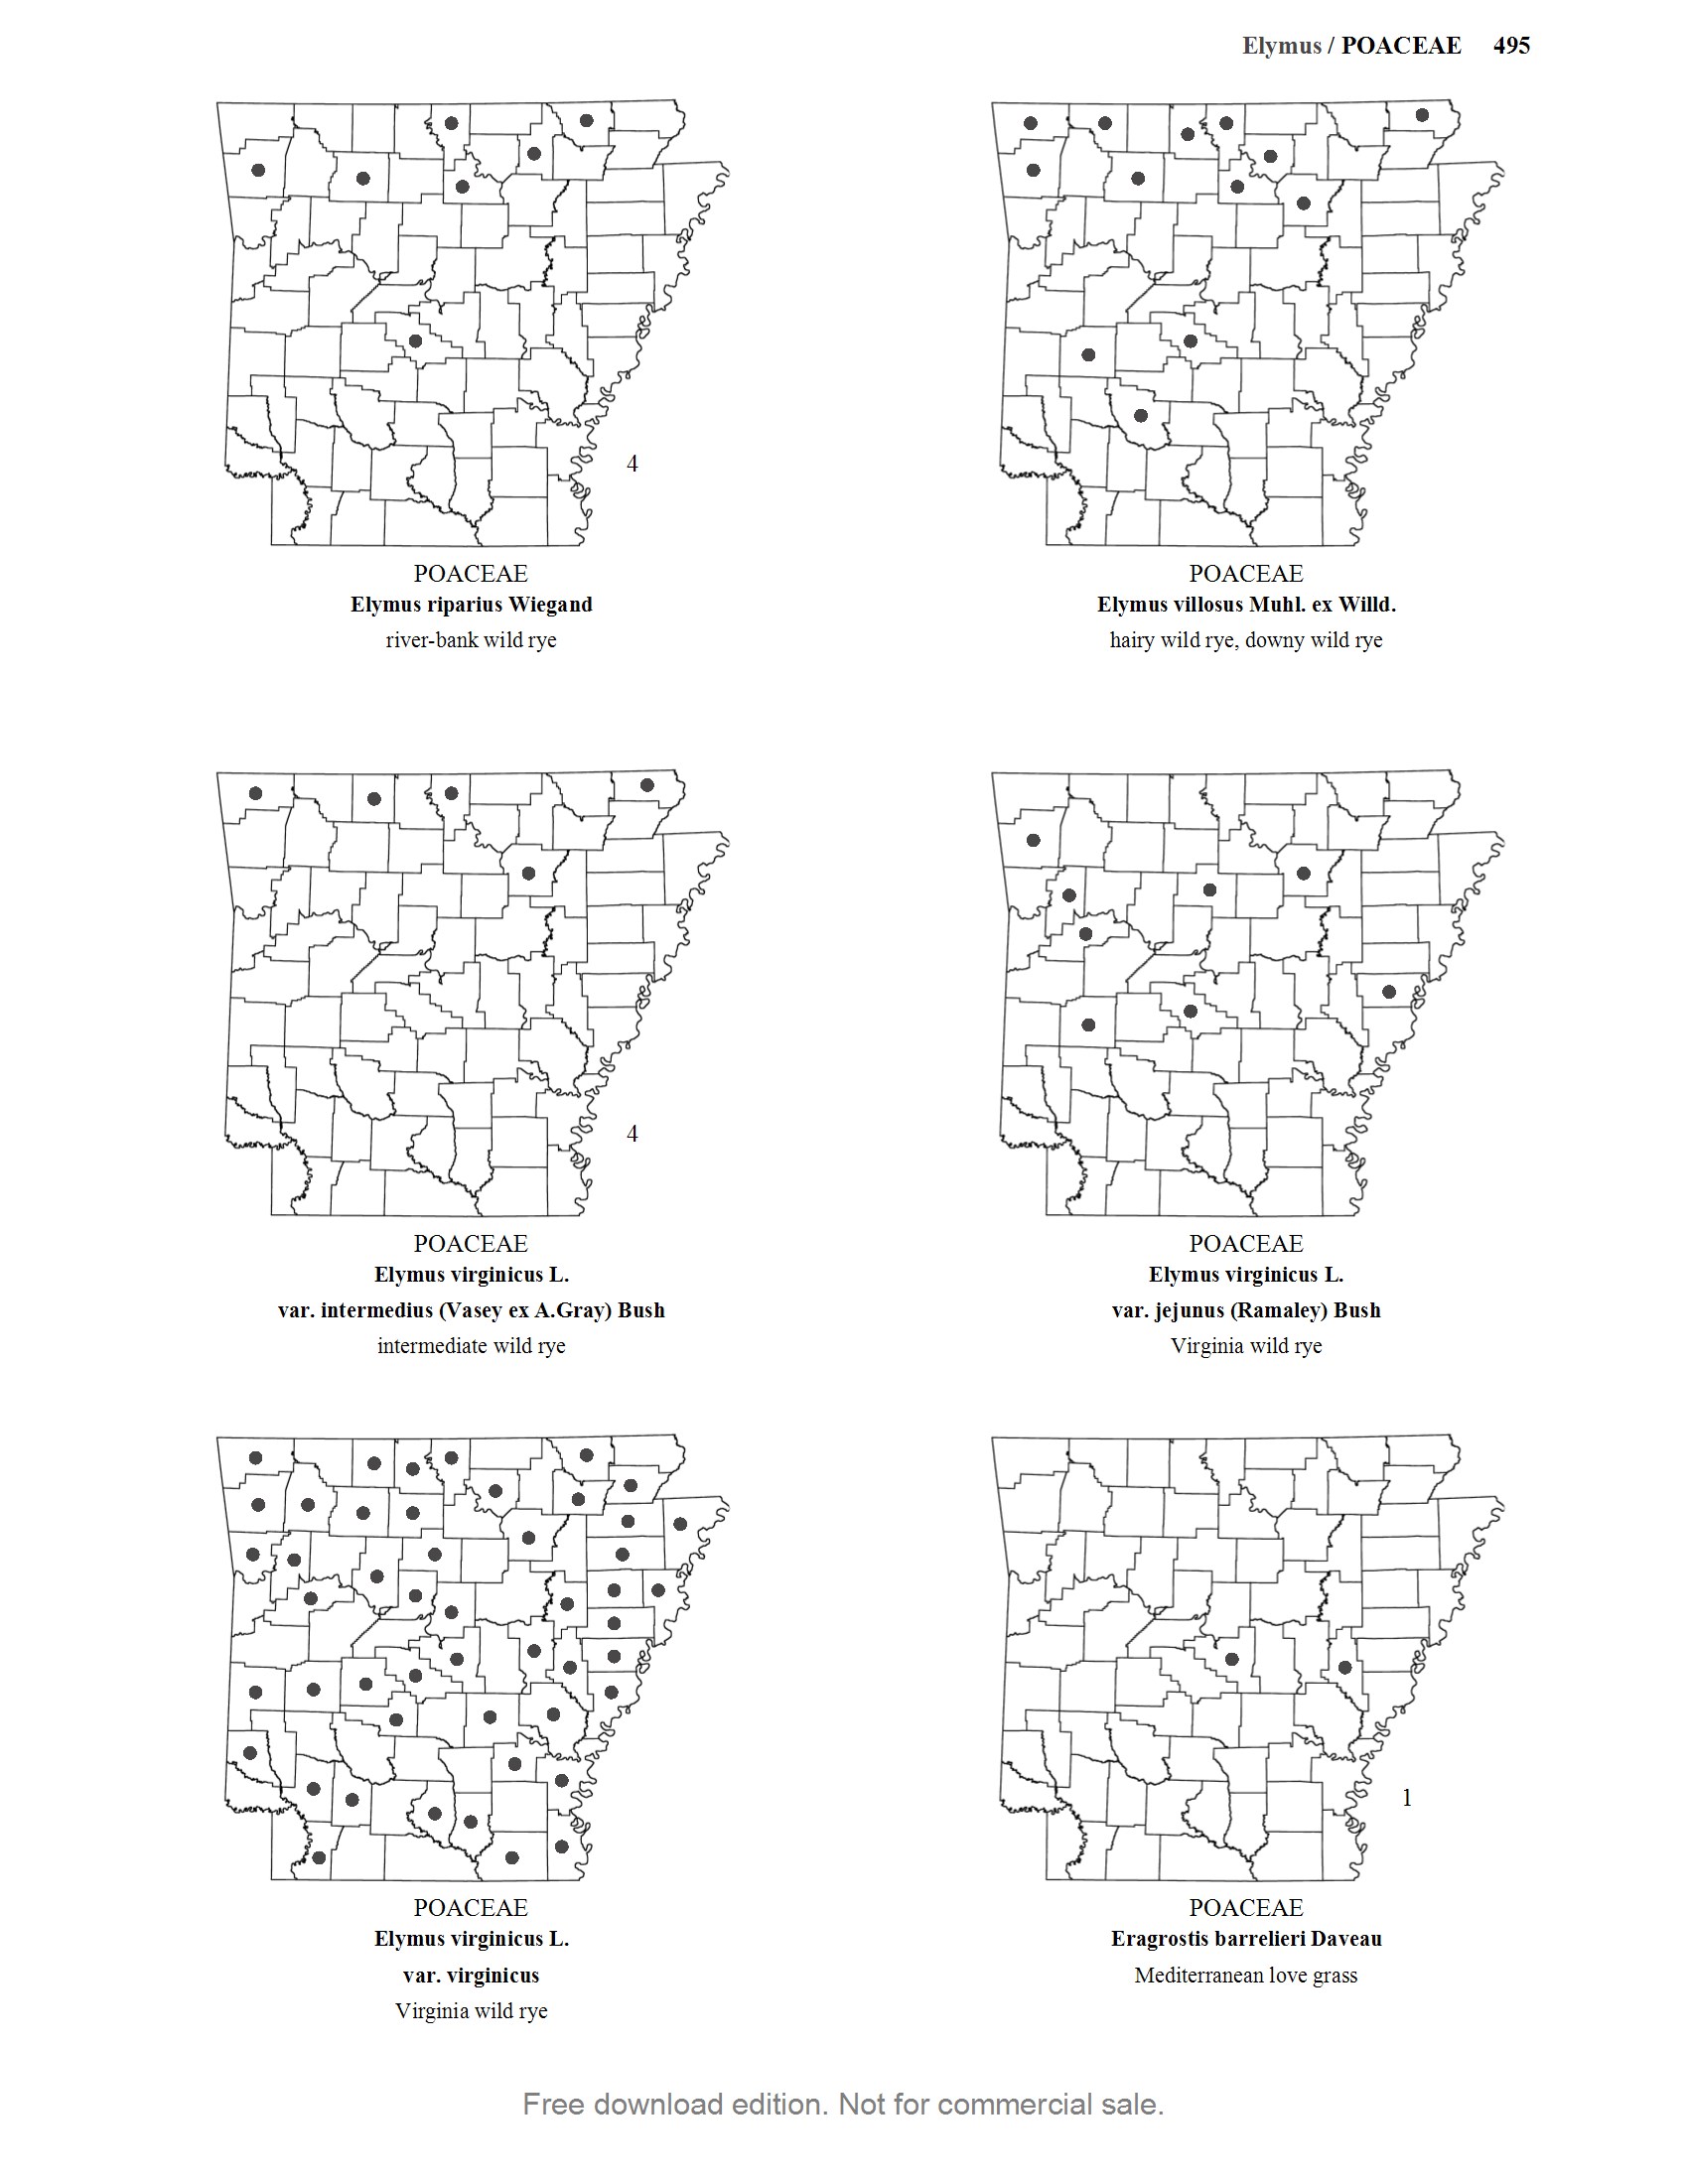 Elymus / POACEAE 495
4
POACEAE
Elymus riparius Wiegand
river-bank wild rye
POACEAE
Elymus villosus Muhl. ex Willd.
hairy wild rye, downy wild rye
4
POACEAE
Elymus virginicus L.
var. intermedius (Vasey ex A.Gray) Bush
intermediate wild rye
POACEAE
Elymus virginicus L.
var. jejunus (Ramaley) Bush
Virginia wild rye
POACEAE
Elymus virginicus L.
var. virginicus
Virginia wild rye
1
POACEAE
Eragrostis barrelieri Daveau
Mediterranean love grass
Free download edition. Not for commercial sale.